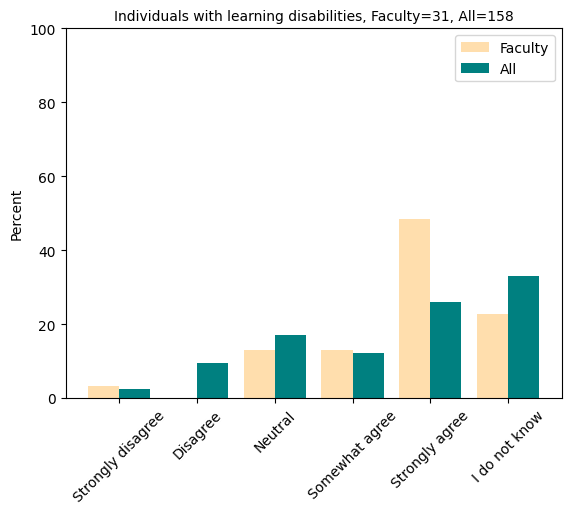 Individuals with learning disabilities, Faculty=31, All=158
Faculty
All
Percent
100
80
60
40
20
0
Strongly disagree
Disagree
Neutral
Somewhat agree
Strongly agree
I do not know